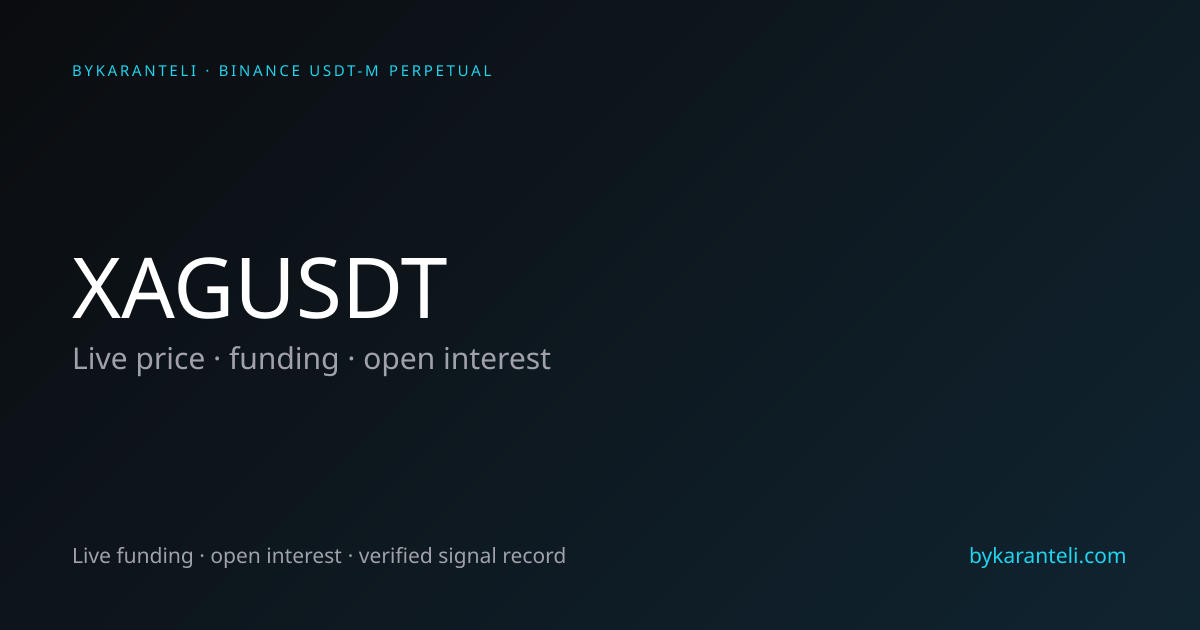 BYKARANTELI · BINANCE USDT-M PERPETUAL
XAGUSDT
Live price · funding · open interest
Live funding · open interest · verified signal record
bykaranteli.com